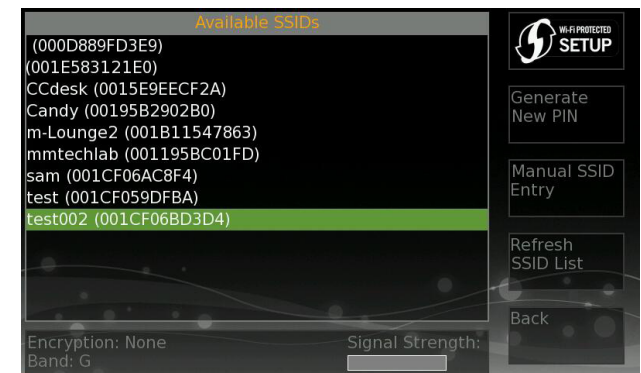 Available SSIDs
(000D889FD3E9)
(001E583121E0)
CCdesk (0015E9EECF2A)
Candy (00195B2902B0)
m-Lounge2 (001B11547863)
mmtechlab (001195BC01FD)
sam (001CF06AC8F4)
test (001CF059DFBA)
test002 (001CF06BD3D4)
Encryption: None
Band: G
Signal Strength:
Wi-Fi PROTECTED
SETUP
Generate
New PIN
Manual SSID
Entry
Refresh
SSID List
Back